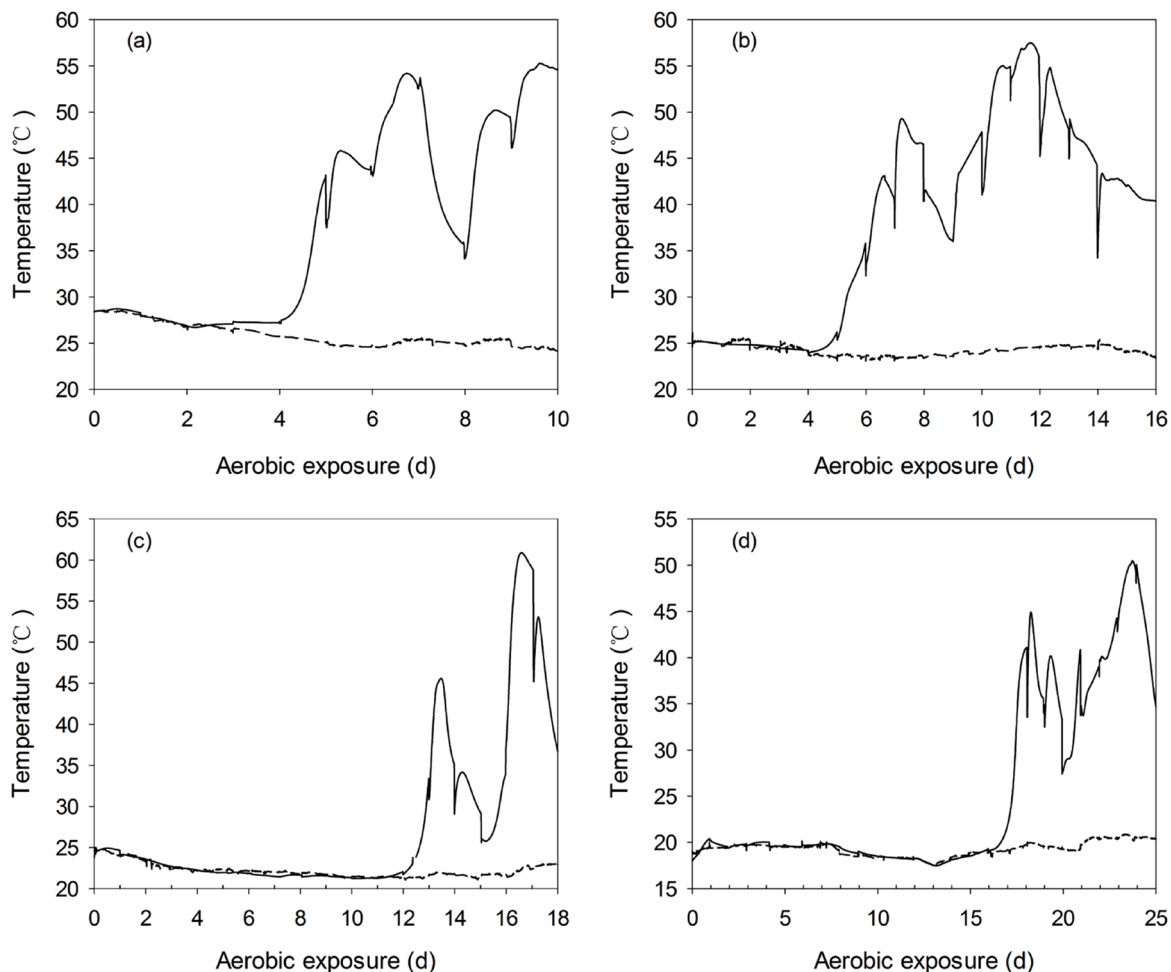 (a)
60
55
50
45
40
35
30
25
20
Temperature (℃)
0 2 4 6 8 10
Aerobic exposure (d)
(b)
60
55
50
45
40
35
30
25
20
Temperature (℃)
0 2 4 6 8 10 12 14 16
Aerobic exposure (d)
(c)
65
60
55
50
45
40
35
30
25
20
Temperature (℃)
0 2 4 6 8 10 12 14 16 18
Aerobic exposure (d)
(d)
55
50
45
40
35
30
25
20
15
Temperature (℃)
0 5 10 15 20 25
Aerobic exposure (d)